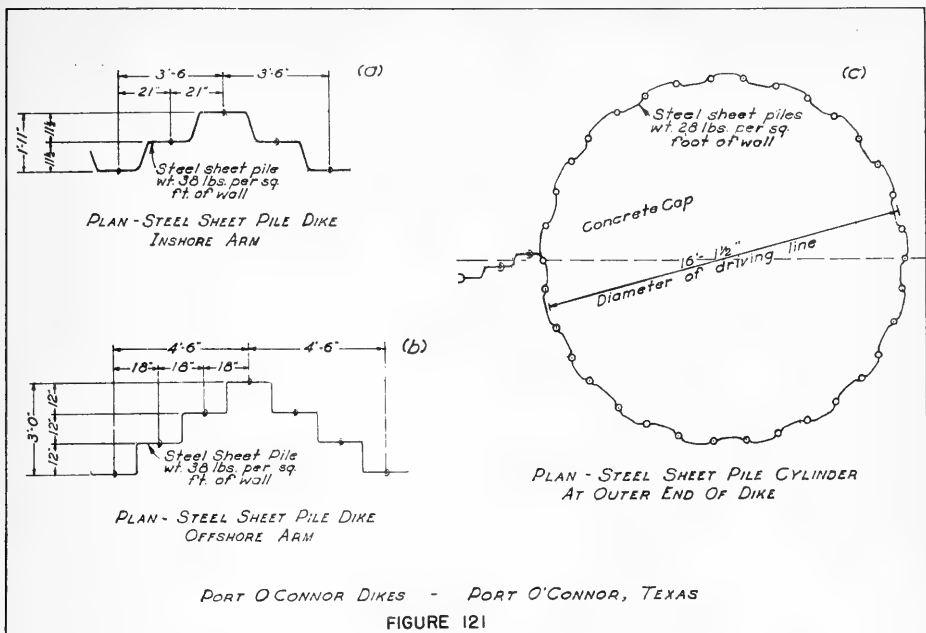 (a)
3'-6 3'-6"
21" 21"
1'-11"
11½
11½
Steel sheet pile
wt. 38 lbs. per sq.
ft. of wall
PLAN - STEEL SHEET PILE DIKE
INSHORE ARM
(b)
4'-6" 4'-6"
18" 18" 18"
3'-0"
12"
12"
12"
Steel Sheet Pile
wt. 38 lbs. per sq.
ft. of wall
PLAN - STEEL SHEET PILE DIKE
OFFSHORE ARM
(c)
Steel sheet piles
wt. 28 lbs. per sq.
foot of wall
Concrete Cap
16'-1½"
Diameter of driving line
PLAN - STEEL SHEET PILE CYLINDER
AT OUTER END OF DIKE
PORT O'CONNOR DIKES - PORT O'CONNOR, TEXAS
FIGURE 121